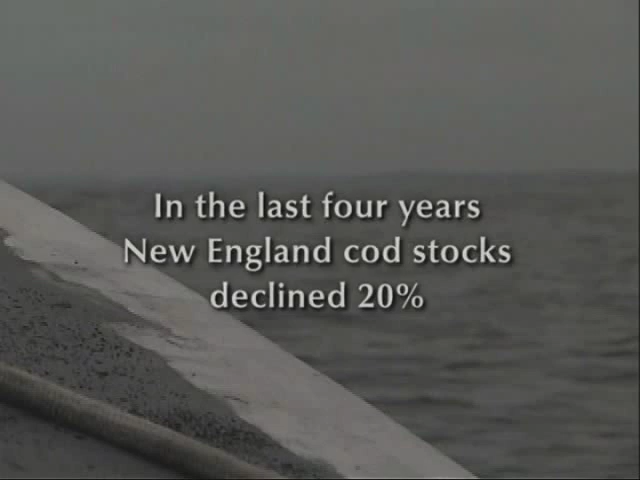 In the last four years
New England cod stocks
declined 20%